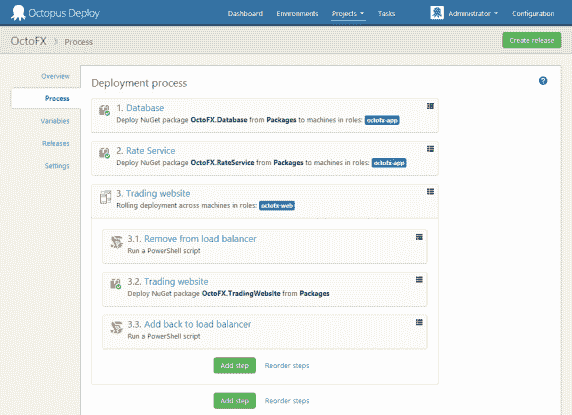 Octopus Deploy
Dashboard Environments Projects Tasks Administrator Configuration
OctoFX > Process Create release
Overview
Process
Variables
Releases
Settings
Deployment process
1. Database
Deploy NuGet package OctoFX.Database from Packages to machines in roles: octofx-app
2. Rate Service
Deploy NuGet package OctoFX.RateService from Packages to machines in roles: octofx-app
3. Trading website
Rolling deployment across machines in roles: octofx-web
3.1. Remove from load balancer
Run a PowerShell script
3.2. Trading website
Deploy NuGet package OctoFX.TradingWebsite from Packages
3.3. Add back to load balancer
Run a PowerShell script
Add step Reorder steps
Add step Reorder steps